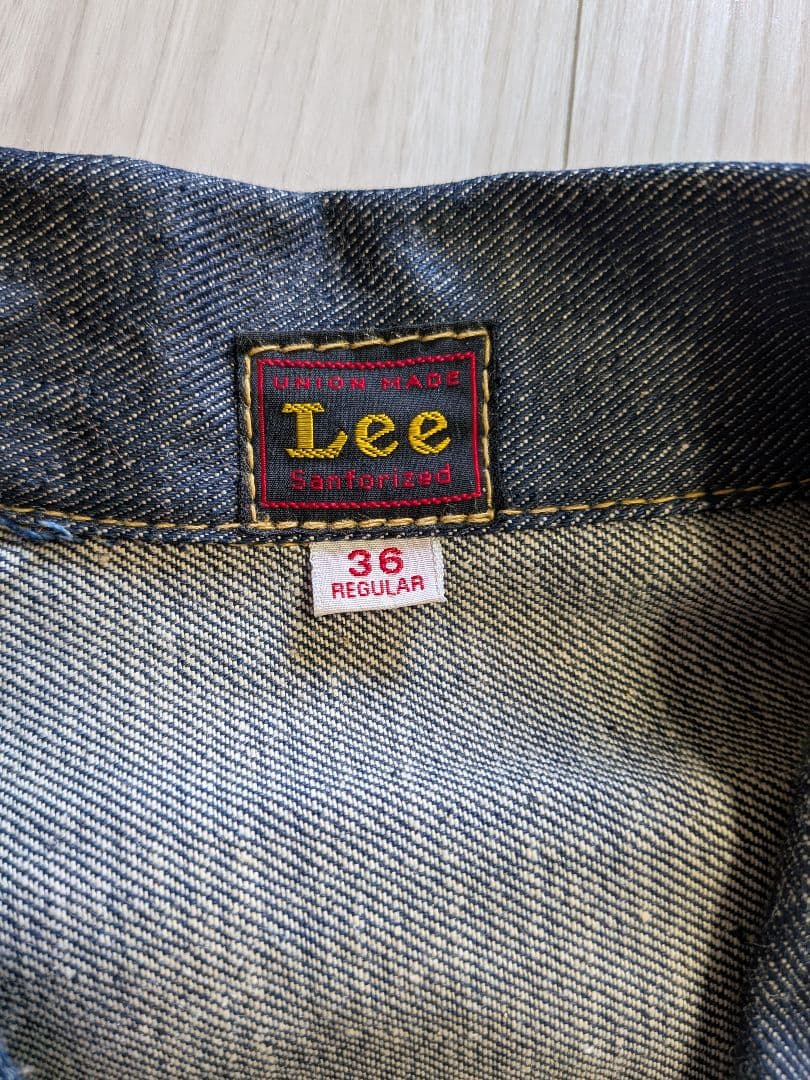 UNION MADE
Lee
Sanforized
36
REGULAR